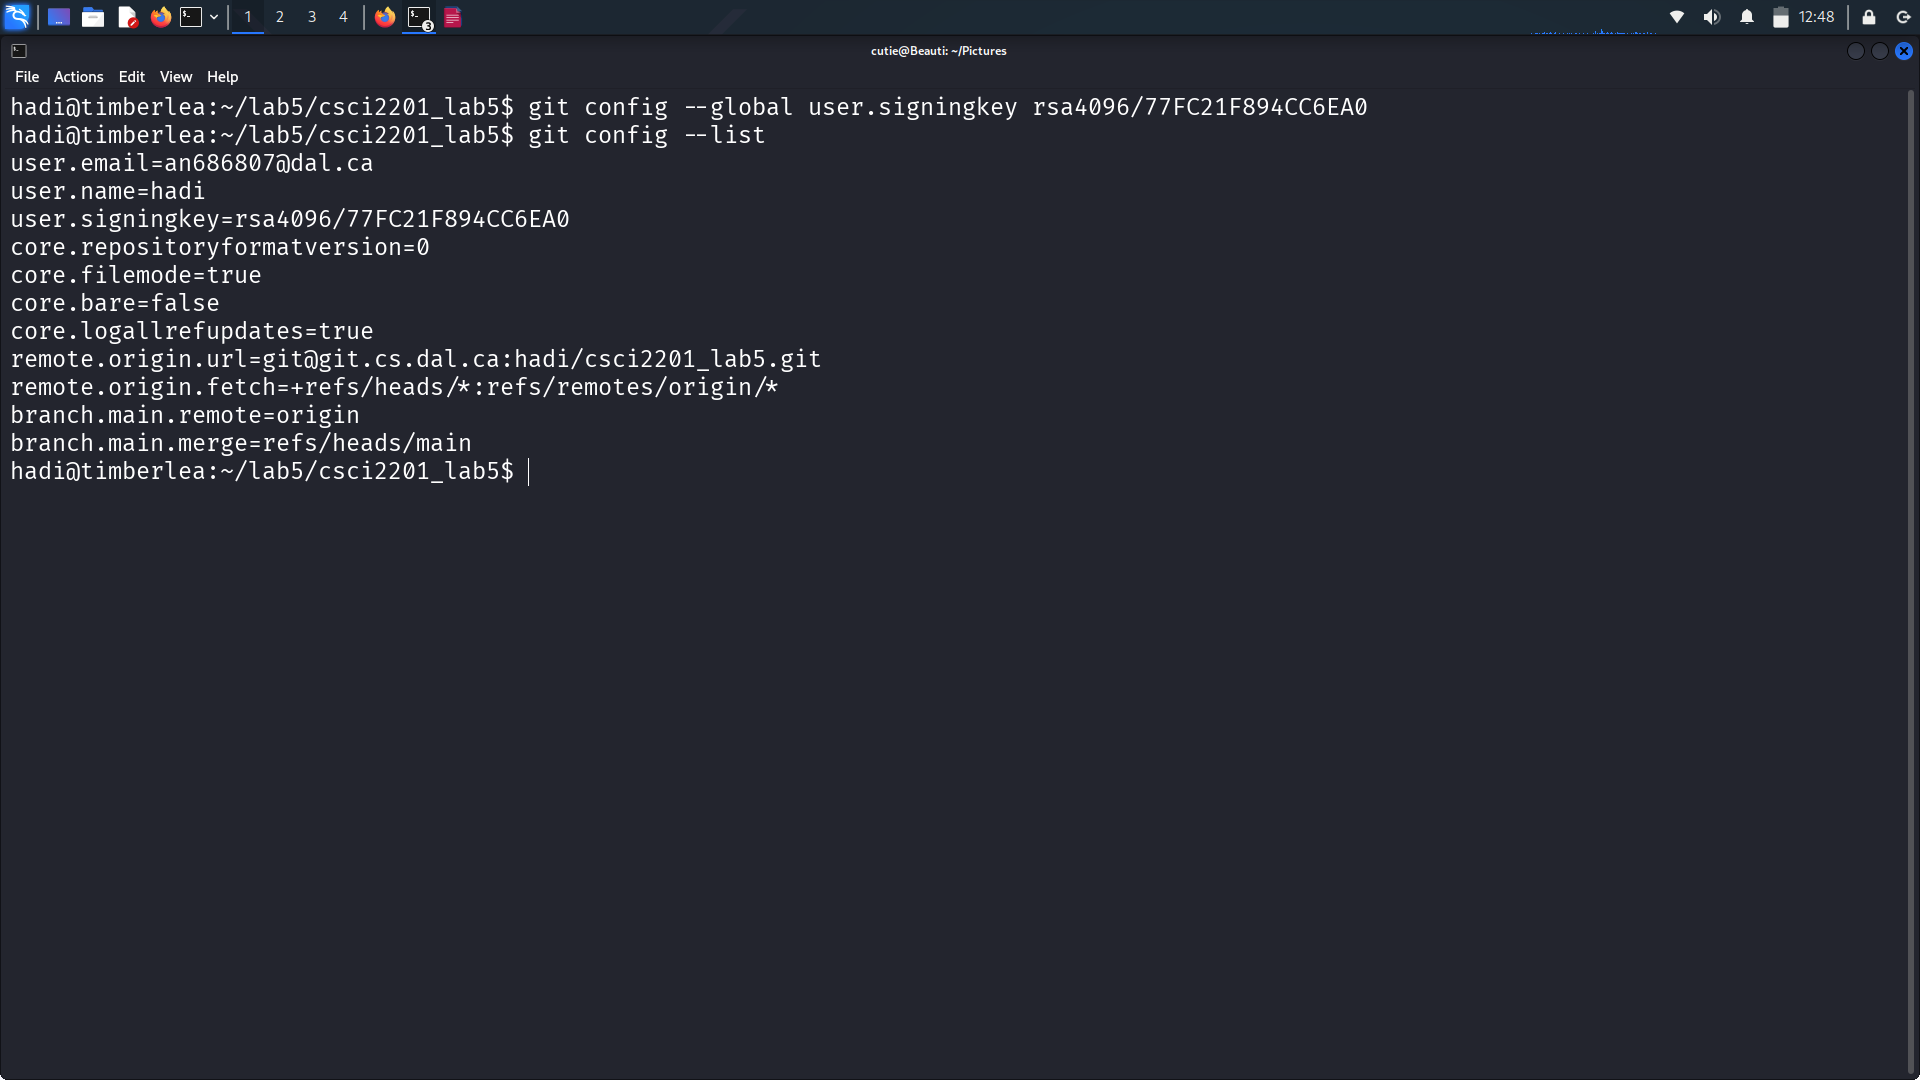 1 2 3 4 3 12:48
cutie@Beauti: ~/Pictures
File Actions Edit View Help
hadi@timberlea:~/lab5/csci2201_lab5$ git config --global user.signingkey rsa4096/77FC21F894CC6EA0
hadi@timberlea:~/lab5/csci2201_lab5$ git config --list
user.email=an686807@dal.ca
user.name=hadi
user.signingkey=rsa4096/77FC21F894CC6EA0
core.repositoryformatversion=0
core.filemode=true
core.bare=false
core.logallrefupdates=true
remote.origin.url=git@git.cs.dal.ca:hadi/csci2201_lab5.git
remote.origin.fetch=+refs/heads/*:refs/remotes/origin/*
branch.main.remote=origin
branch.main.merge=refs/heads/main
hadi@timberlea:~/lab5/csci2201_lab5$